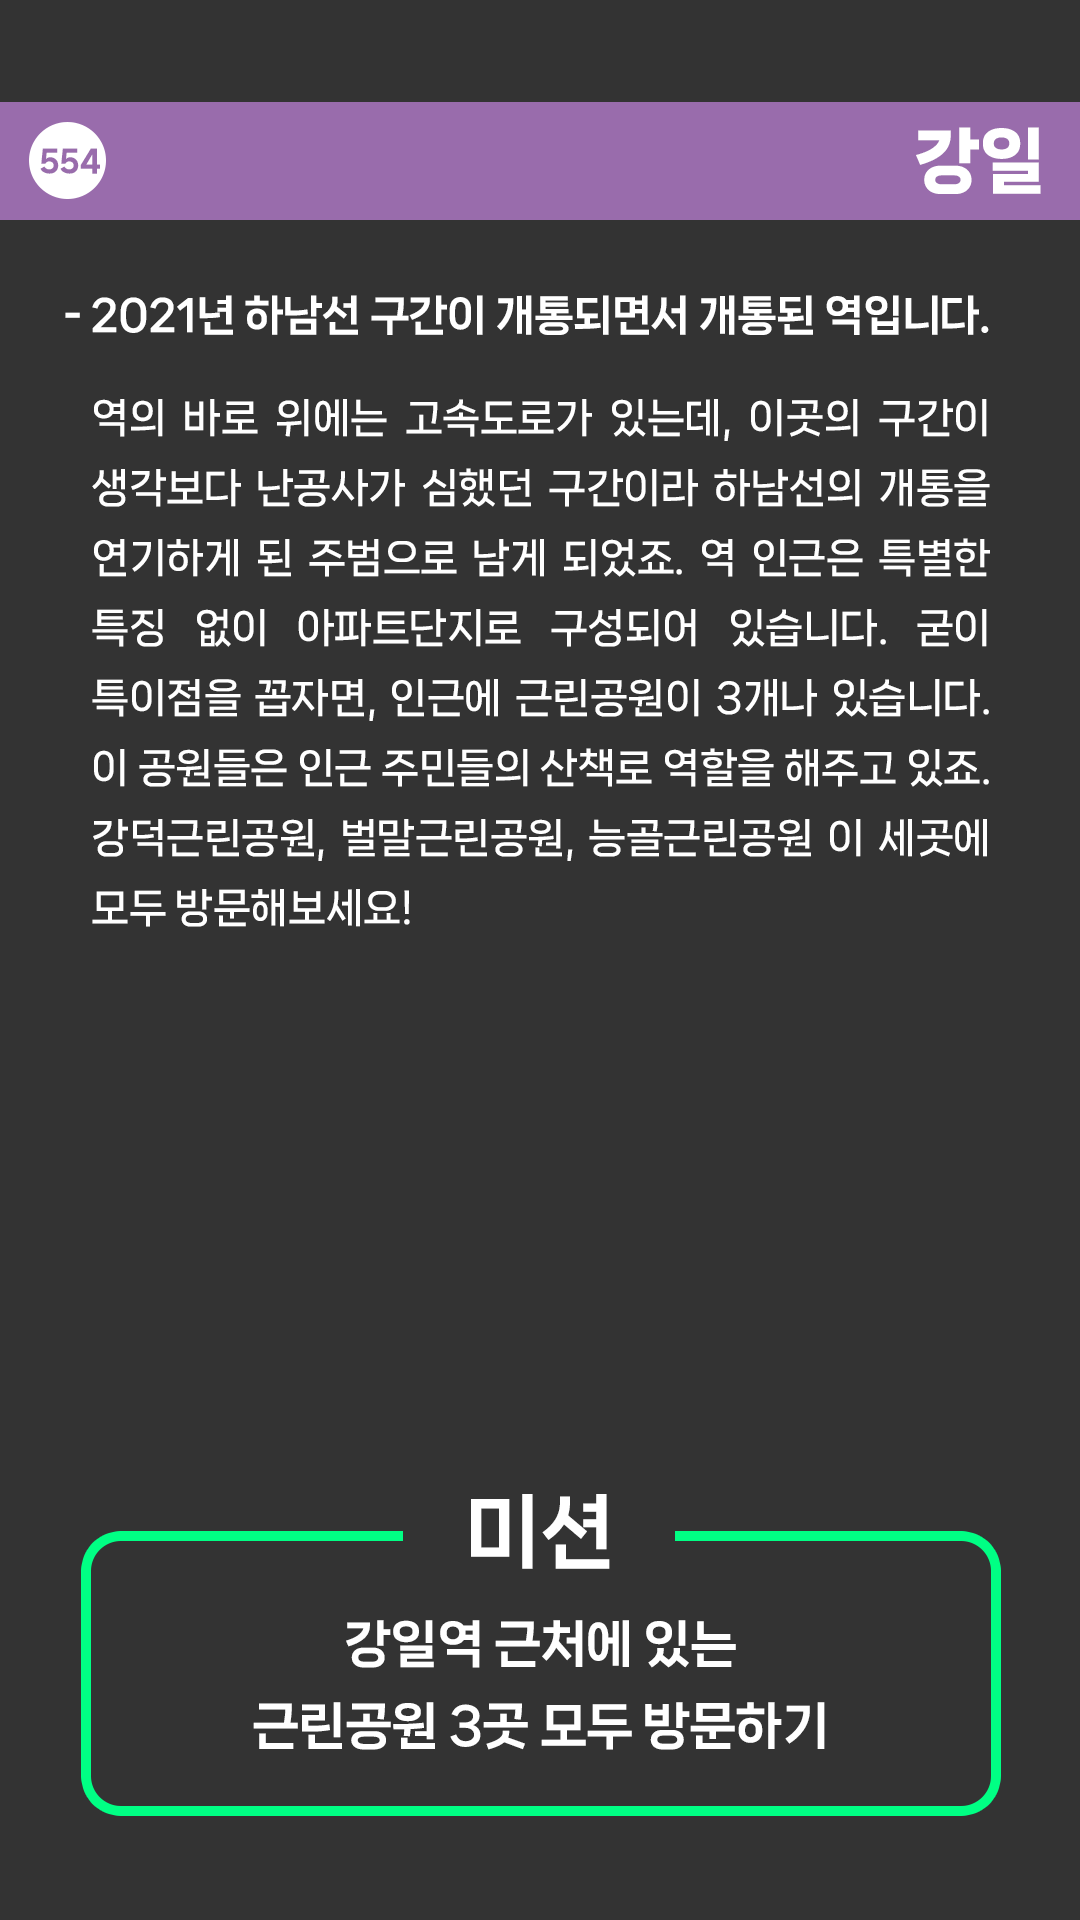 554
강일
- 2021년 하남선 구간이 개통되면서 개통된 역입니다.
역의 바로 위에는 고속도로가 있는데, 이곳의 구간이
생각보다 난공사가 심했던 구간이라 하남선의 개통을
연기하게 된 주범으로 남게 되었죠. 역 인근은 특별한
특징 없이 아파트단지로 구성되어 있습니다. 굳이
특이점을 꼽자면, 인근에 근린공원이 3개나 있습니다.
이 공원들은 인근 주민들의 산책로 역할을 해주고 있죠.
강덕근린공원, 벌말근린공원, 능골근린공원 이 세곳에
모두 방문해보세요!
미션
강일역 근처에 있는
근린공원 3곳 모두 방문하기